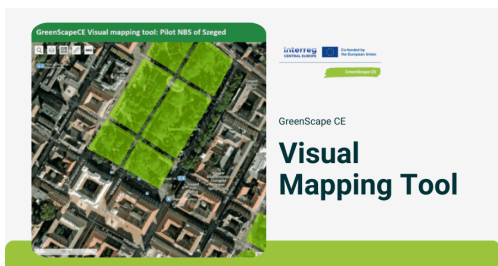 GreenScapeCE Visual mapping tool: Pilot NBS of Szeged
Interreg
CENTRAL EUROPE
Co-funded by
the European Union
GreenScape CE
GreenScape CE
Visual
Mapping Tool